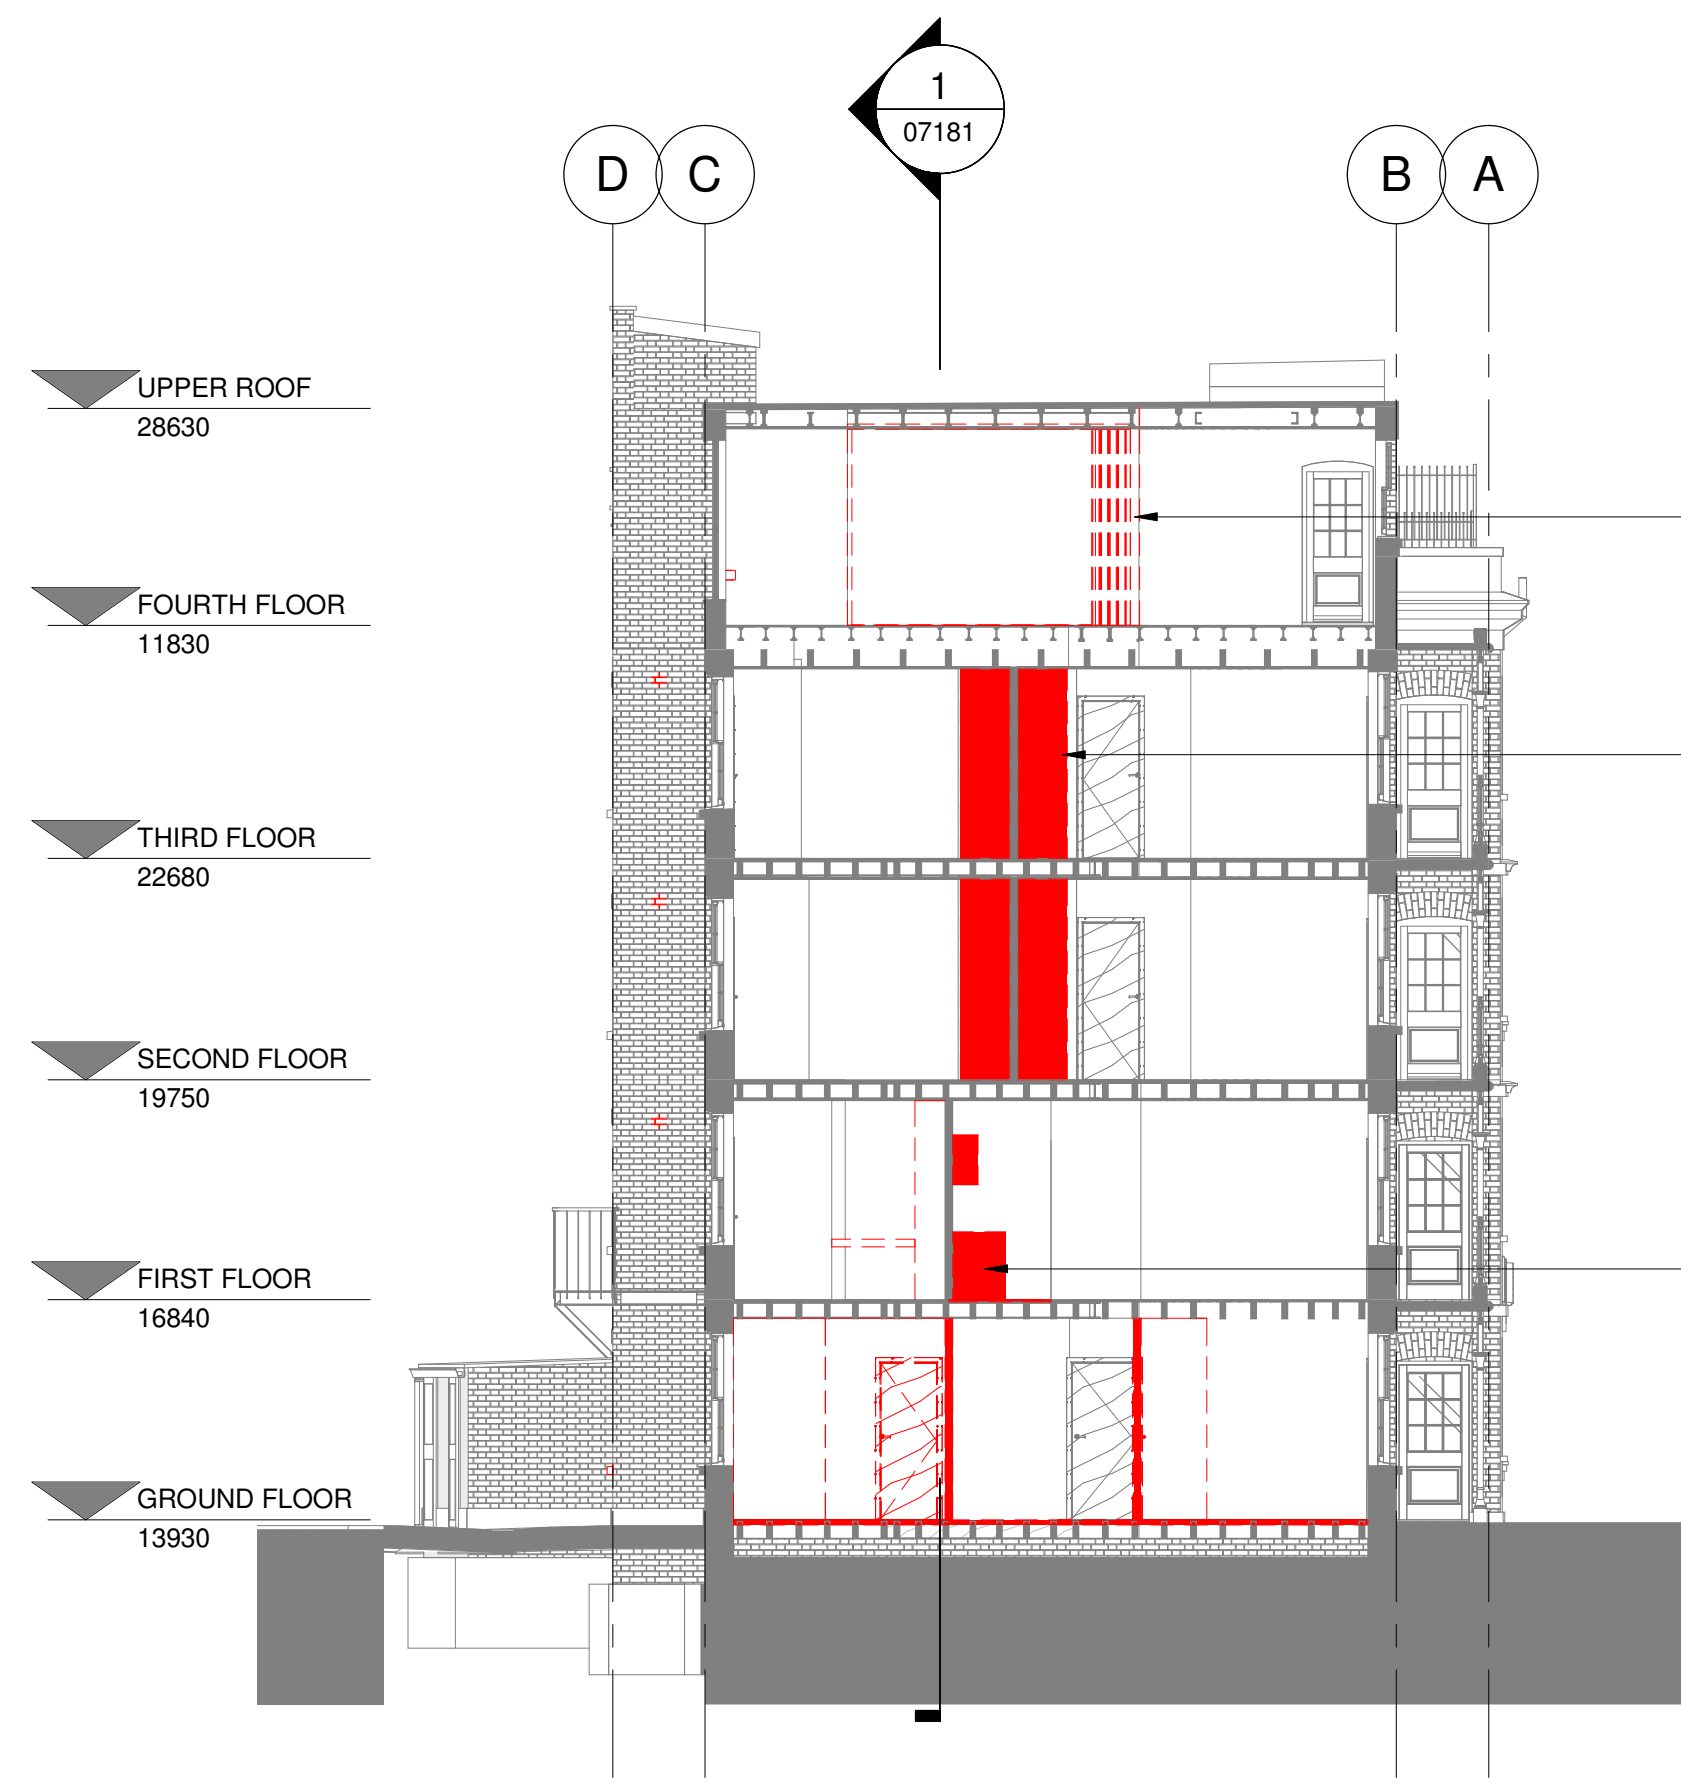 1
07181
D
C
B
A
UPPER ROOF
28630
FOURTH FLOOR
11830
THIRD FLOOR
22680
SECOND FLOOR
19750
FIRST FLOOR
16840
GROUND FLOOR
13930